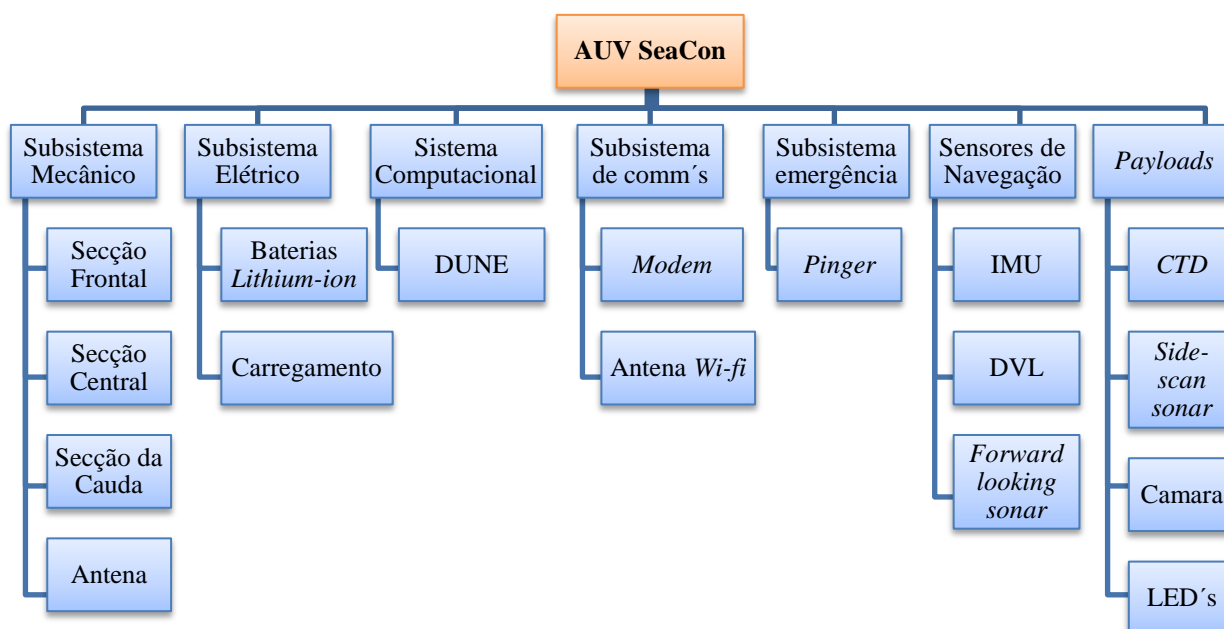 AUV SeaCon
Subsistema
Mecânico
Subsistema
Elétrico
Sistema
Computacional
Subsistema
de comm´s
Subsistema
emergência
Sensores de
Navegação
Payloads
Secção
Frontal
Baterias
Lithium-ion
DUNE
Modem
Pinger
IMU
CTD
Secção
Central
Carregamento
Antena Wi-fi
DVL
Side-
scan
sonar
Secção da
Cauda
Forward
looking
sonar
Camara
Antena
LED´s